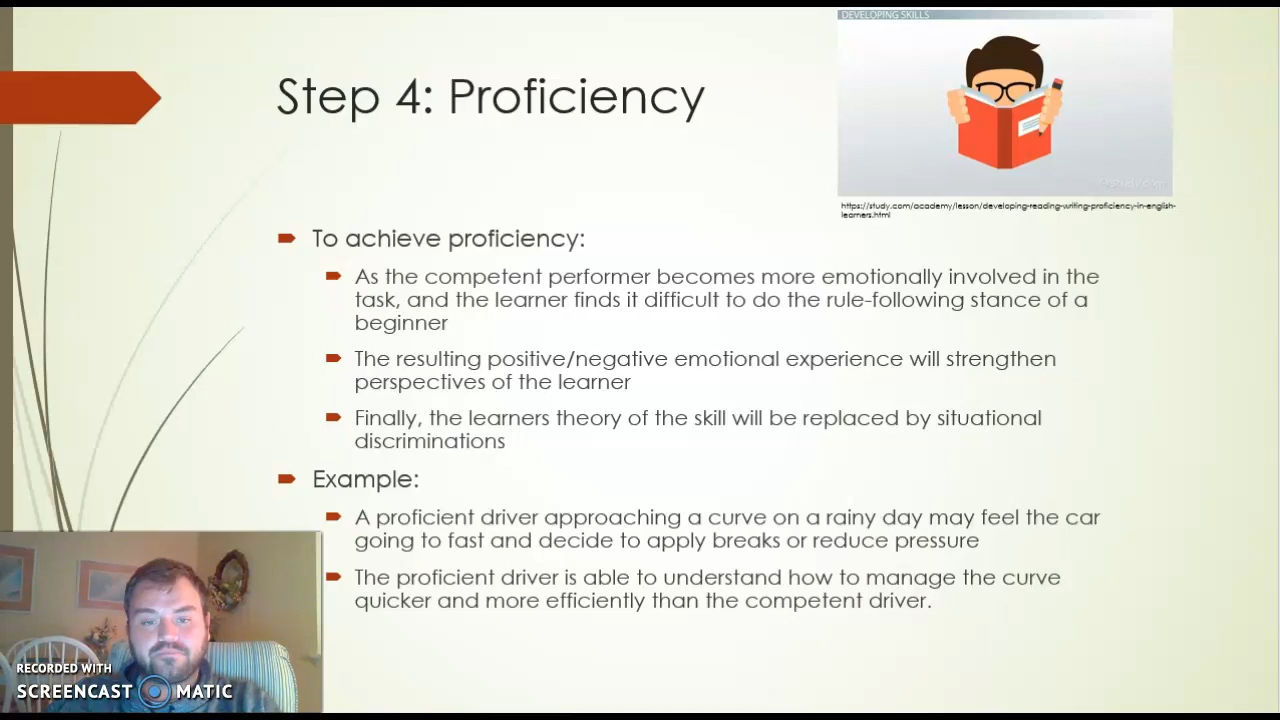 DEVELOPING SKILLS
Step 4: Proficiency
https://study.com/academy/lesson/developing-reading-writing-proficiency-in-english-
learners.html
To achieve proficiency:
As the competent performer becomes more emotionally involved in the
task, and the learner finds it difficult to do the rule-following stance of a
beginner
The resulting positive/negative emotional experience will strengthen
perspectives of the learner
Finally, the learners theory of the skill will be replaced by situational
discriminations
Example:
A proficient driver approaching a curve on a rainy day may feel the car
going to fast and decide to apply breaks or reduce pressure
The proficient driver is able to understand how to manage the curve
quicker and more efficiently than the competent driver.
RECORDED WITH
SCREENCAST MATIC